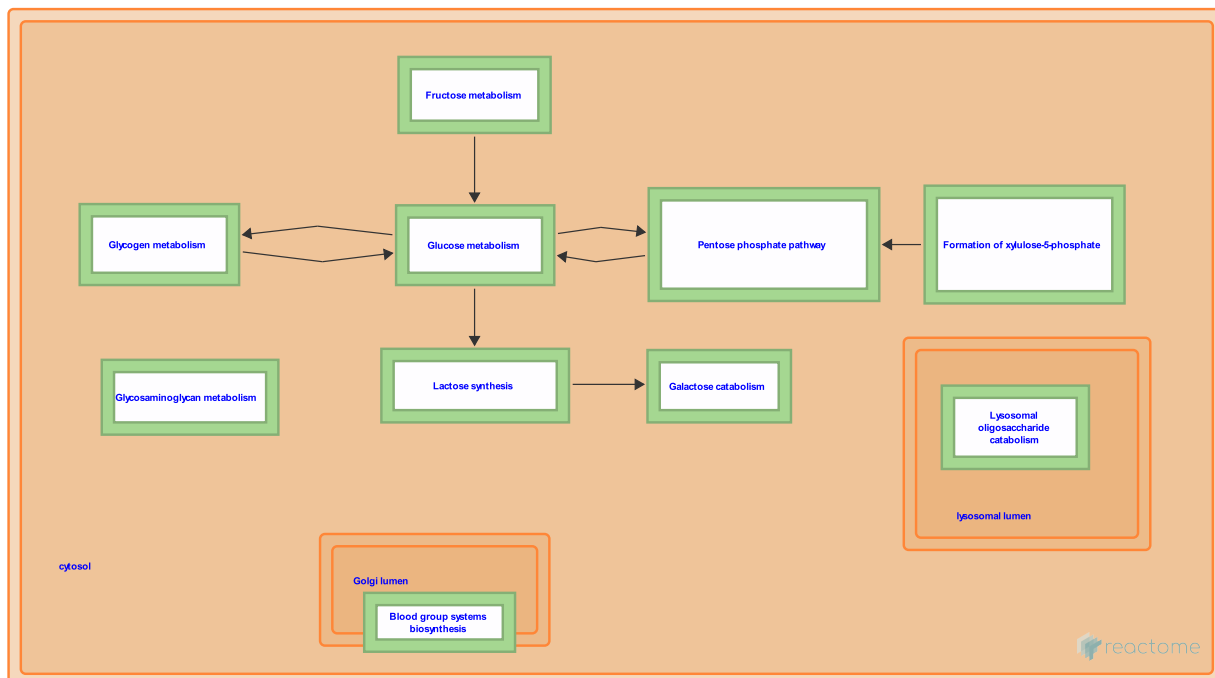 Fructose metabolism
Glycogen metabolism
Glucose metabolism
Pentose phosphate pathway
Formation of xylulose-5-phosphate
Glycosaminoglycan metabolism
Lactose synthesis
Galactose catabolism
Lysosomal
oligosaccharide
catabolism
lysosomal lumen
cytosol
Golgi lumen
Blood group systems
biosynthesis
reactome